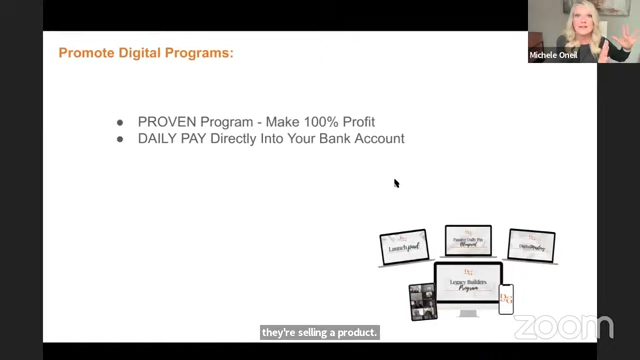 Promote Digital Programs:
Michele Oneil
● PROVEN Program - Make 100% Profit
● DAILY PAY Directly Into Your Bank Account
Launchpad
Passive Daily Pay
Blueprint
Legacy Builders
Program
they're selling a product.
zoom